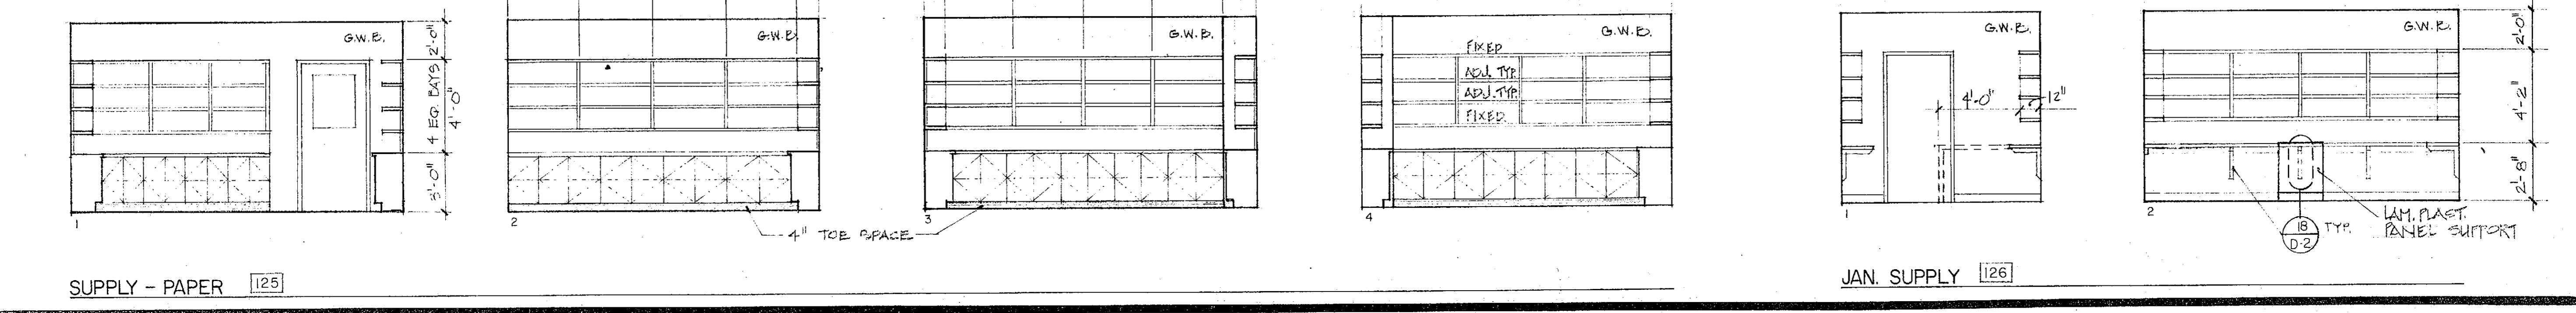 G.W.B.
2'-0"
4 EQ. BAYS
4'-0"
3'-0"
1
G.W.B.
2
4" TOE SPACE
G.W.B.
3
G.W.B.
FIXED
ADJ. TYP.
ADJ. TYP.
FIXED
4
SUPPLY - PAPER 125
G.W.B.
4'-0"
12"
1
G.W.B.
2'-0"
4'-2"
2'-8"
2
18
D-2
TYP.
LAM. PLAST.
PANEL SUPPORT
JAN. SUPPLY 126